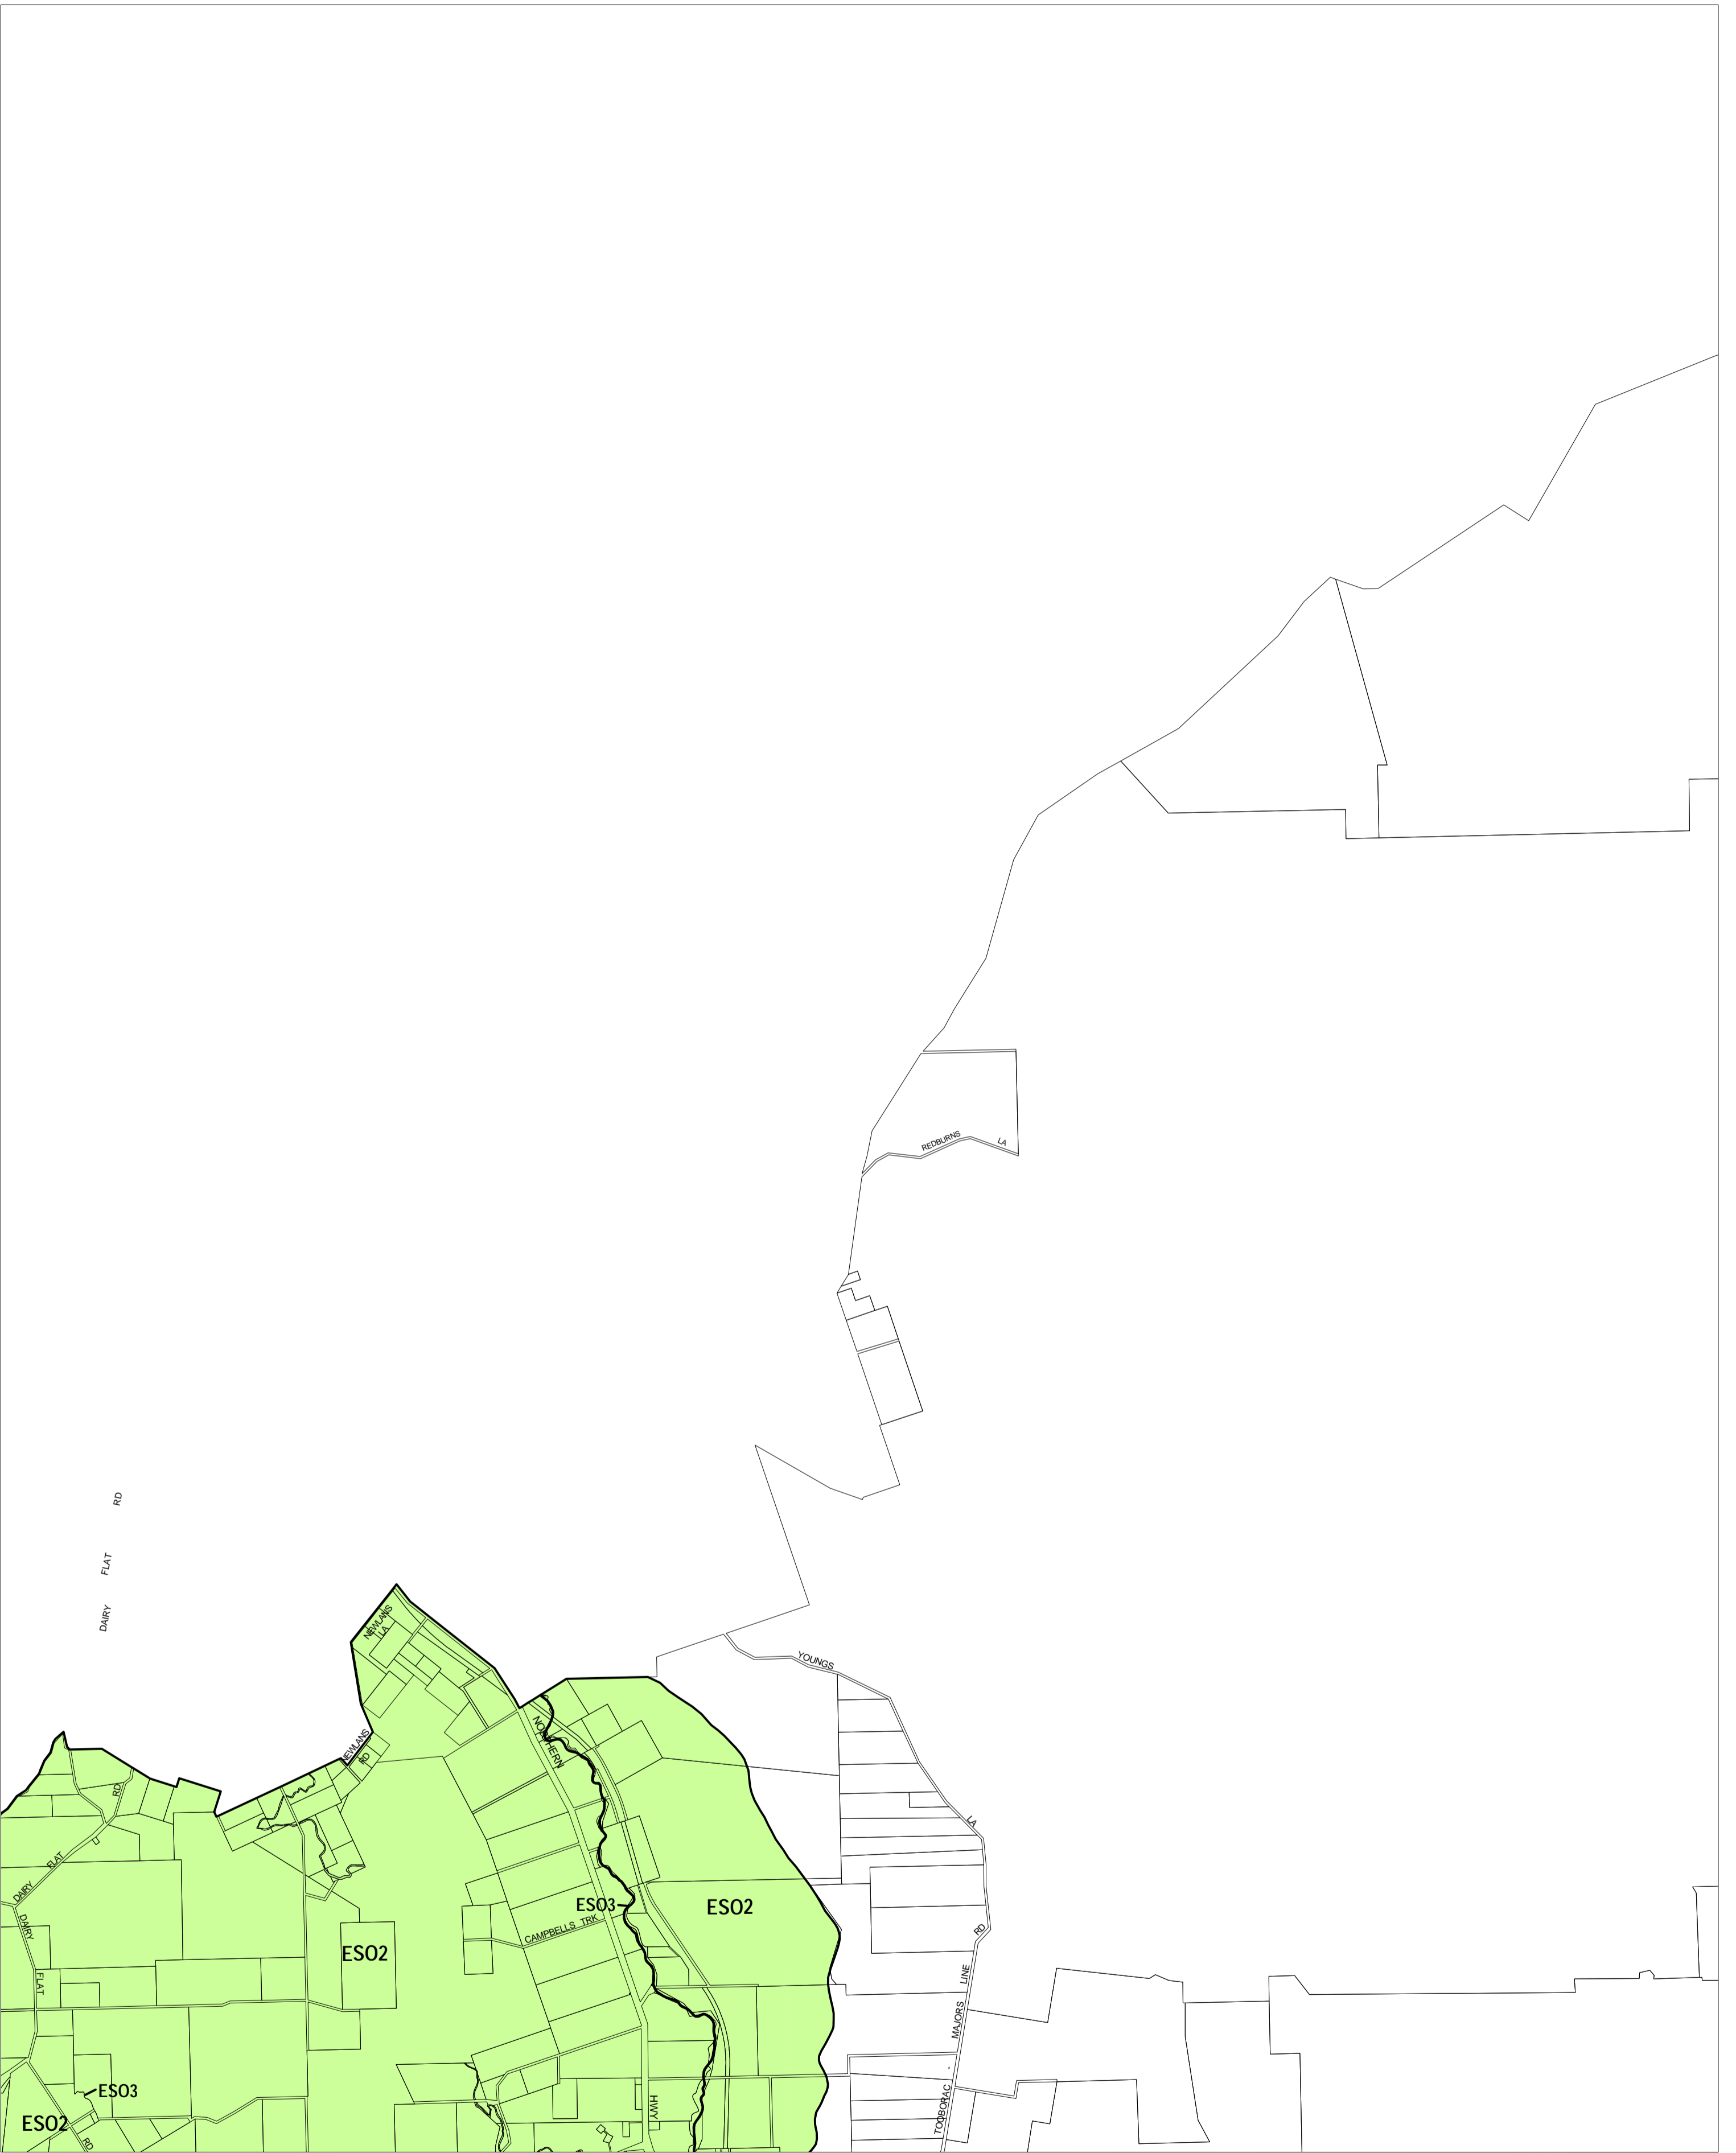 REDBURNS LA
RD
FLAT
DAIRY
NEWLANS
LA
YOUNGS
NEWLANS
RD
NORTHERN
RD
LA
FLAT
DAIRY
DAIRY
ESO3
ESO2
CAMPBELLS TRK
RD
ESO2
LINE
FLAT
MAJORS
-
ESO3
TOOBORAC
HWY
ESO2
RD